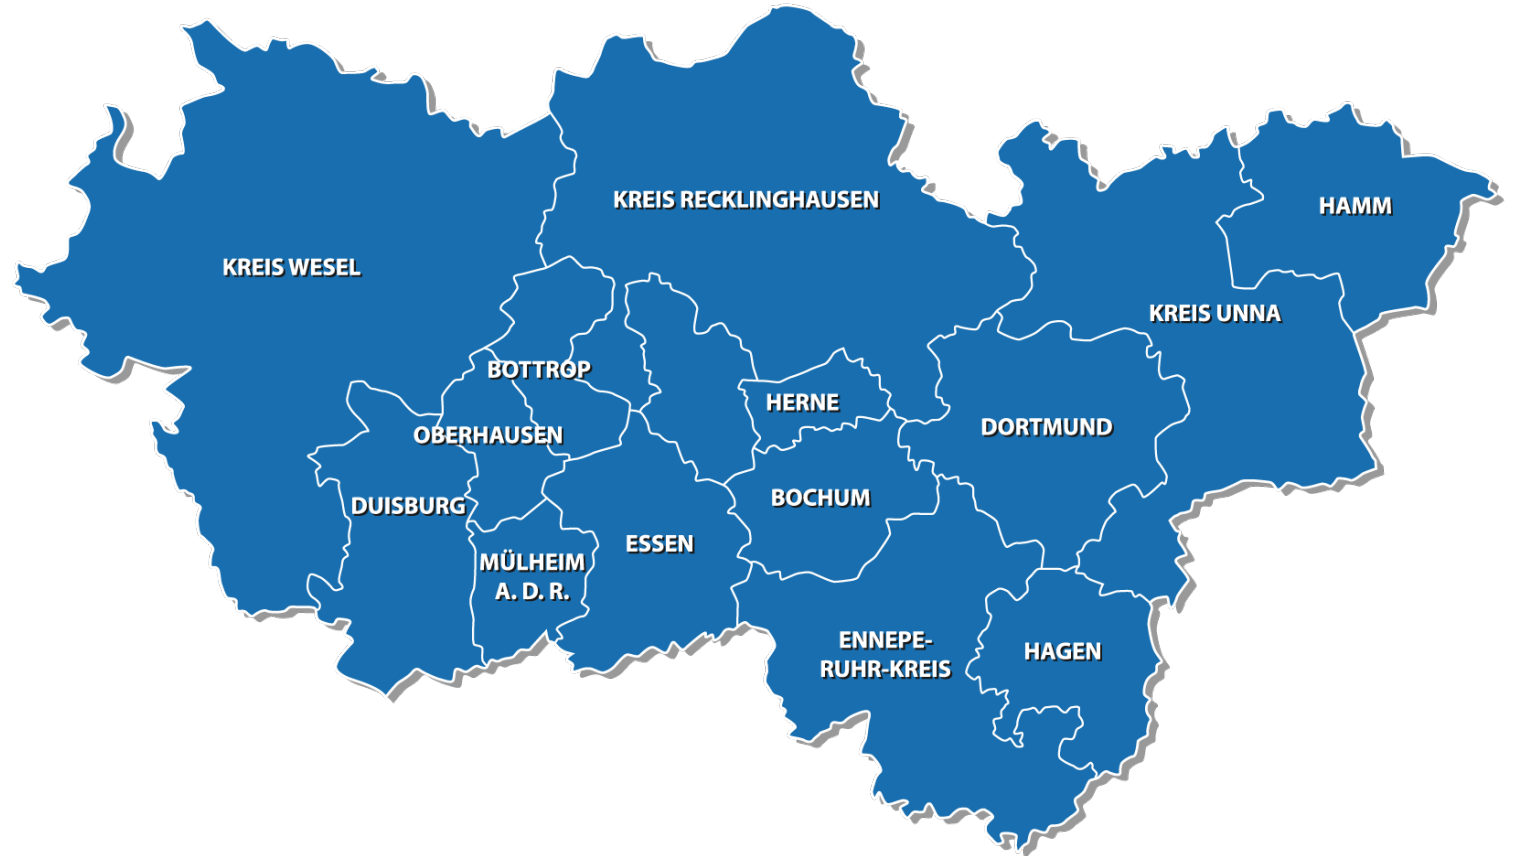 KREIS RECKLINGHAUSEN
HAMM
KREIS WESEL
KREIS UNNA
BOTTROP
HERNE
DORTMUND
OBERHAUSEN
BOCHUM
DUISBURG
ESSEN
MÜLHEIM
A. D. R.
ENNEPE-
RUHR-KREIS
HAGEN